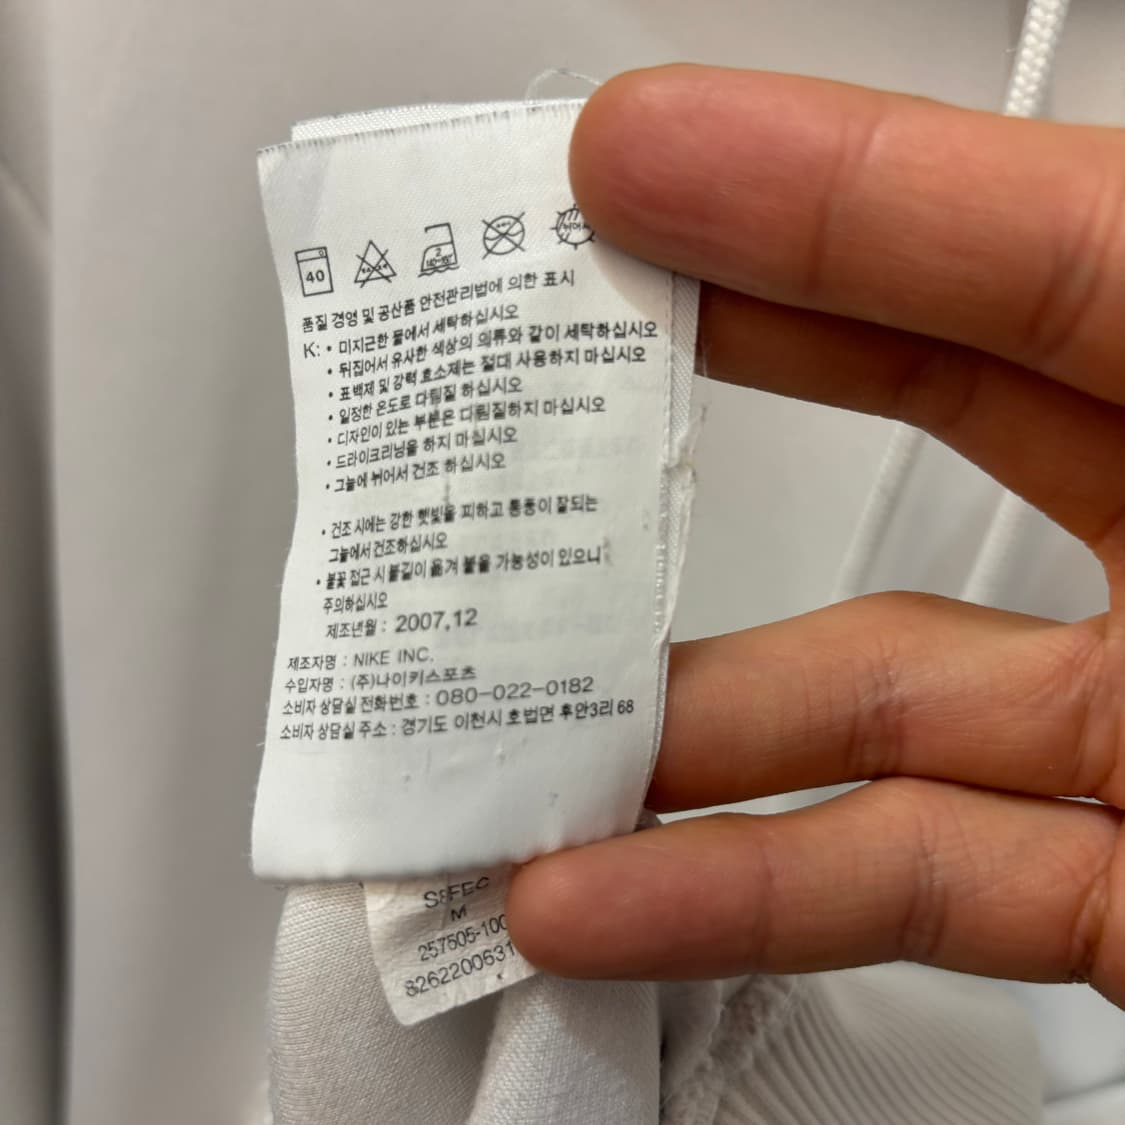 40
품질 경영 및 공산품 안전관리법에 의한 표시
K: • 미지근한 물에서 세탁하십시오
• 뒤집어서 유사한 색상의 의류와 같이 세탁하십시오
• 표백제 및 강력 효소제는 절대 사용하지 마십시오
• 일정한 온도로 다림질 하십시오
• 디자인이 있는 부분은 다림질하지 마십시오
• 드라이크리닝을 하지 마십시오
• 그늘에 뉘어서 건조 하십시오
• 건조 시에는 강한 햇빛을 피하고 통풍이 잘되는
그늘에서 건조하십시오
• 불꽃 접근 시 불길이 옮겨 붙을 가능성이 있으니
주의하십시오
제조년월 : 2007.12
제조자명 : NIKE INC.
수입자명 : (주)나이키스포츠
소비자 상담실 전화번호 : 080-022-0182
소비자 상담실 주소 : 경기도 이천시 호법면 후안3리 68
M
257505-100
8262200631